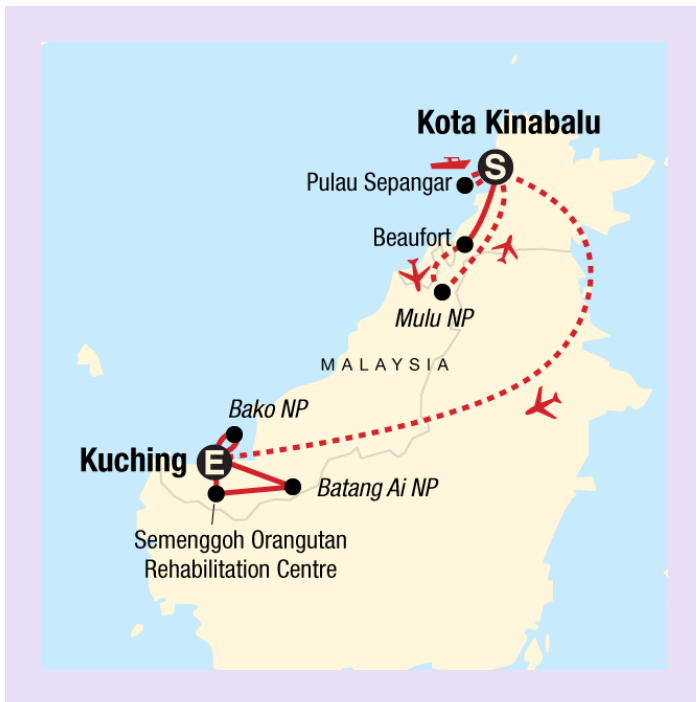 Kota Kinabalu
S
Pulau Sepangar
Beaufort
Mulu NP
MALAYSIA
Bako NP
Kuching
E
Batang Ai NP
Semenggoh Orangutan
Rehabilitation Centre